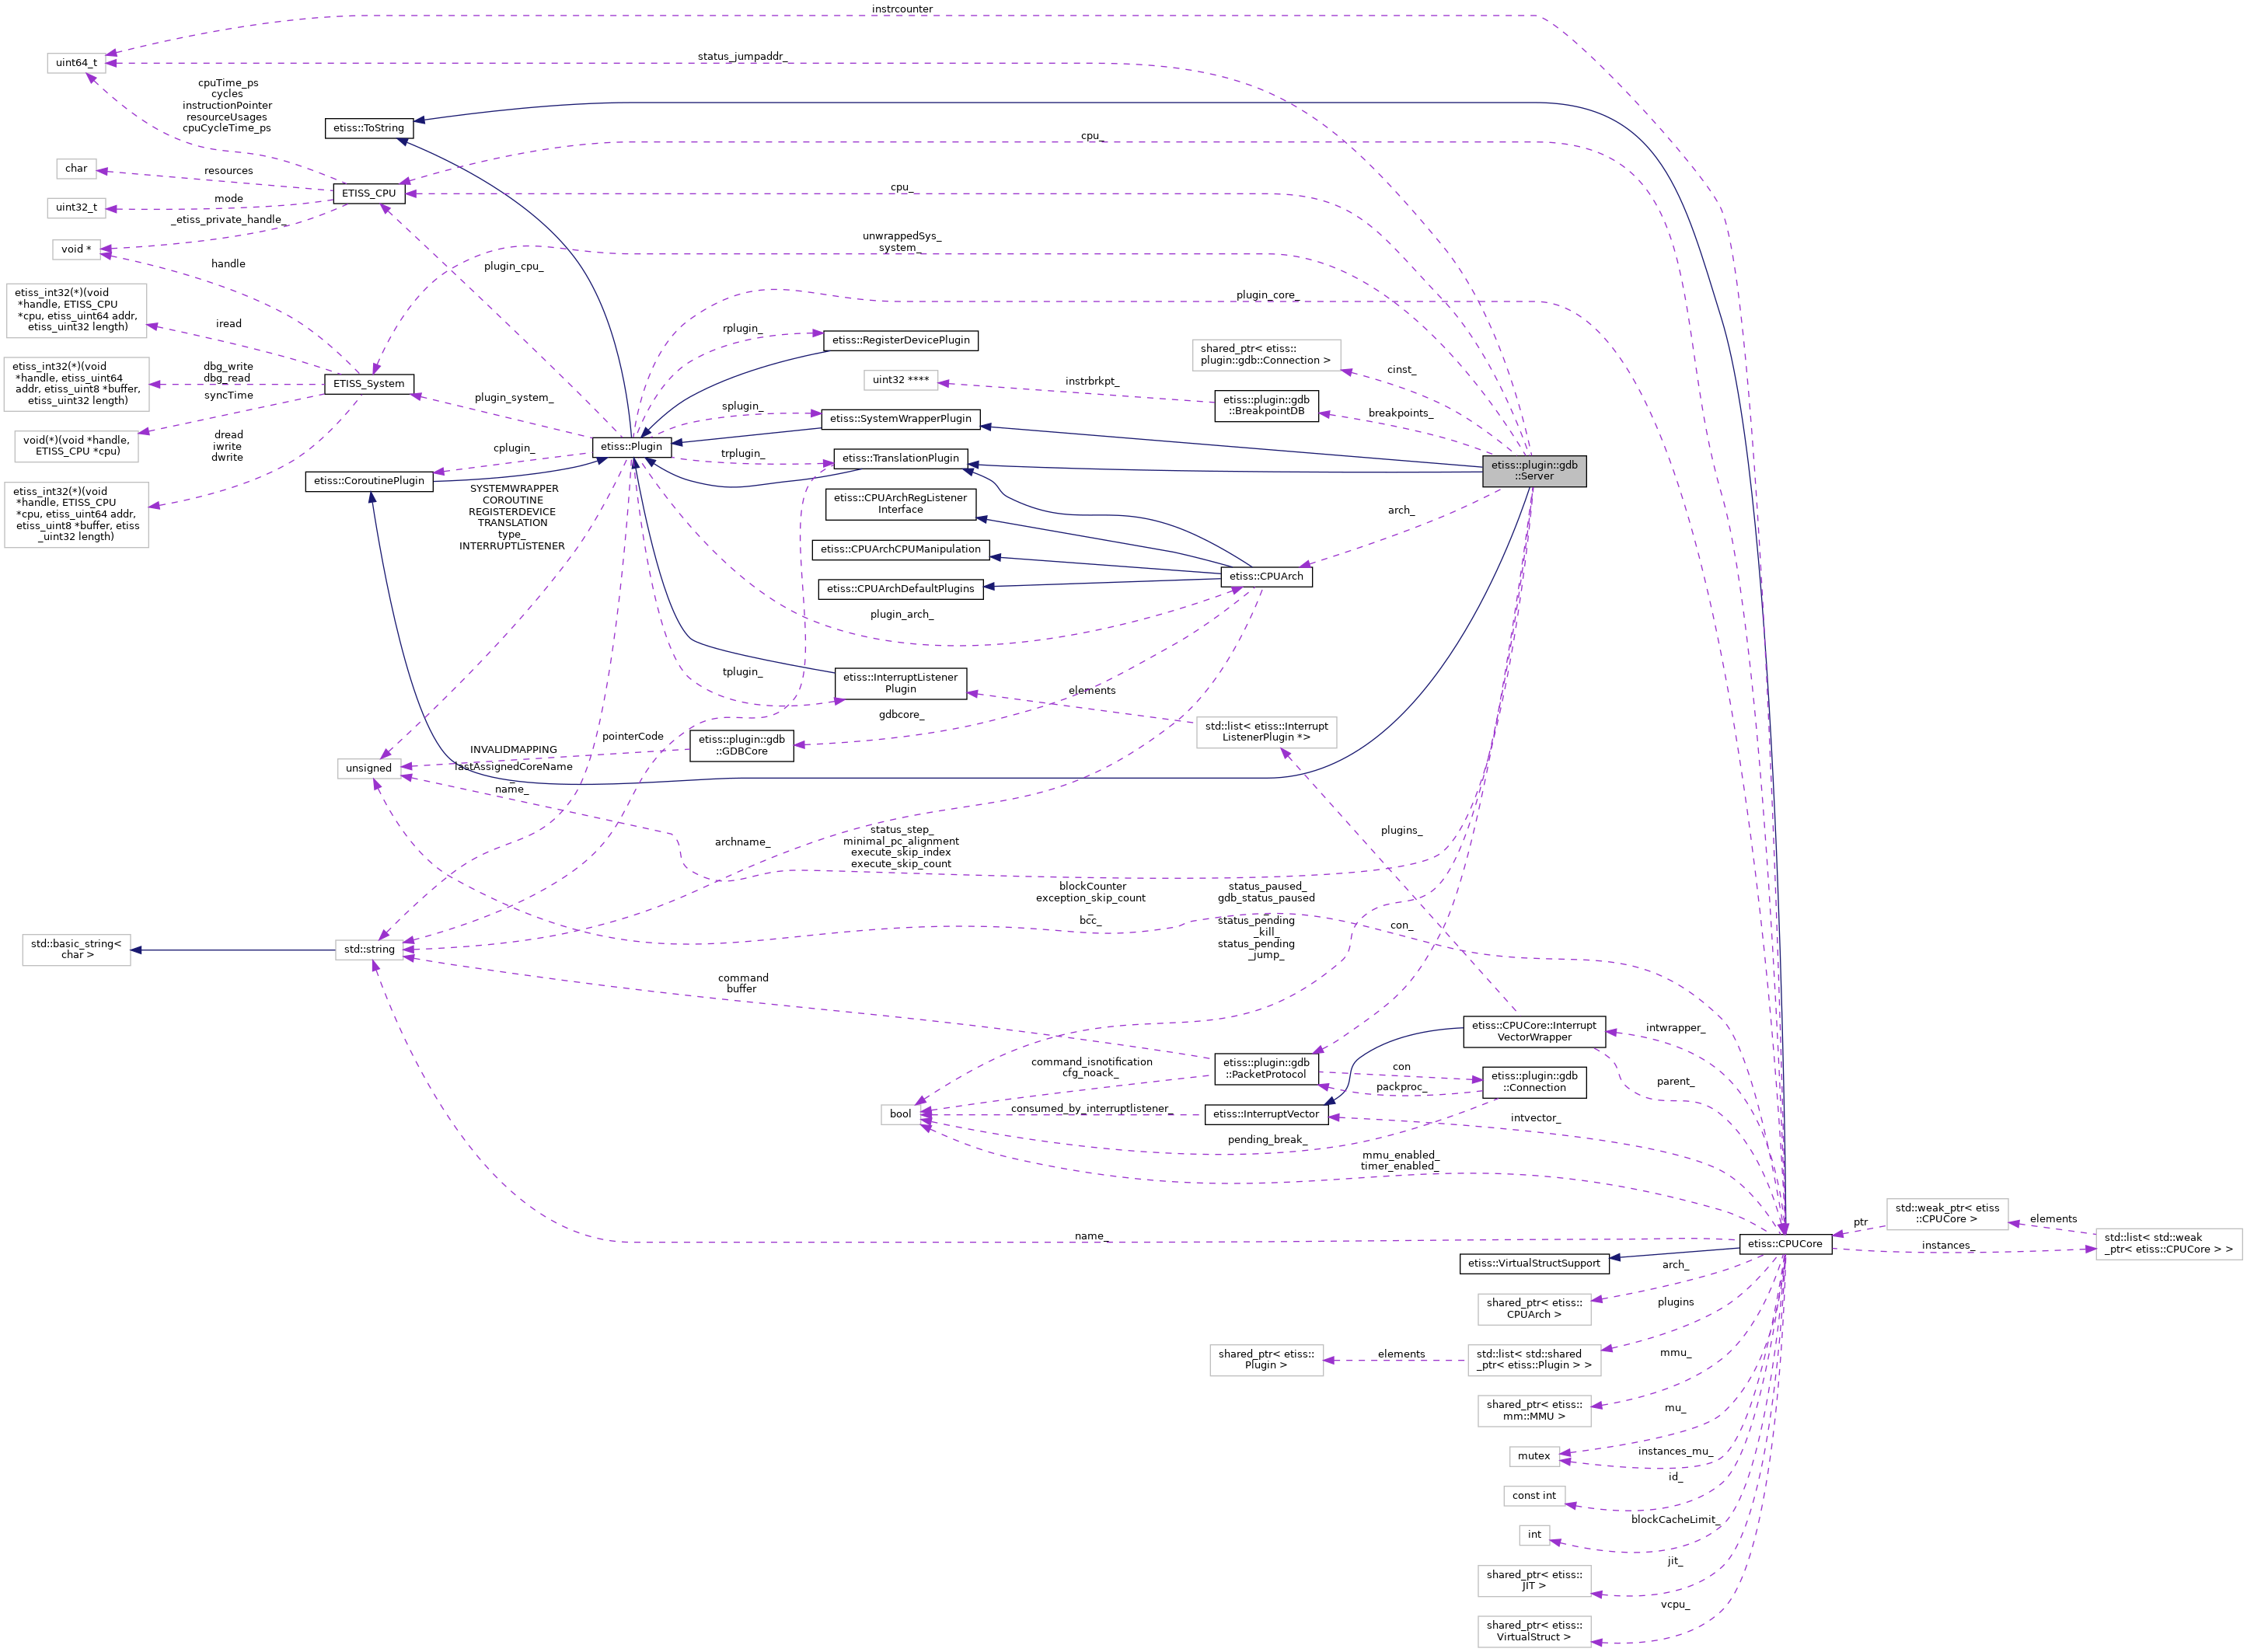 instrcounter
status_jumpaddr_
uint64_t
cpuTime_ps
cycles
instructionPointer
resourceUsages
cpuCycleTime_ps
etiss::ToString
cpu_
char
resources
ETISS_CPU
cpu_
uint32_t
mode
_etiss_private_handle_
void *
handle
unwrappedSys_
system_
plugin_cpu_
etiss_int32(*)(void
*handle, ETISS_CPU
*cpu, etiss_uint64 addr,
etiss_uint32 length)
iread
plugin_core_
rplugin_
etiss::RegisterDevicePlugin
shared_ptr< etiss::
plugin::gdb::Connection >
cinst_
etiss_int32(*)(void
*handle, etiss_uint64
addr, etiss_uint8 *buffer,
etiss_uint32 length)
dbg_write
dbg_read
ETISS_System
uint32 ****
instrbrkpt_
etiss::plugin::gdb
::BreakpointDB
breakpoints_
syncTime
plugin_system_
splugin_
etiss::SystemWrapperPlugin
void(*)(void *handle,
ETISS_CPU *cpu)
dread
iwrite
dwrite
cplugin_
etiss::Plugin
trplugin_
etiss::TranslationPlugin
etiss::plugin::gdb
::Server
etiss::CoroutinePlugin
etiss_int32(*)(void
*handle, ETISS_CPU
*cpu, etiss_uint64 addr,
etiss_uint8 *buffer, etiss
_uint32 length)
SYSTEMWRAPPER
COROUTINE
REGISTERDEVICE
TRANSLATION
type_
INTERRUPTLISTENER
etiss::CPUArchRegListener
Interface
arch_
etiss::CPUArchCPUManipulation
etiss::CPUArchDefaultPlugins
etiss::CPUArch
plugin_arch_
tplugin_
etiss::InterruptListener
Plugin
elements
gdbcore_
std::list< etiss::Interrupt
ListenerPlugin *>
pointerCode
etiss::plugin::gdb
::GDBCore
INVALIDMAPPING
unsigned
lastAssignedCoreName
_
name_
archname_
status_step_
minimal_pc_alignment
execute_skip_index
execute_skip_count
plugins_
blockCounter
exception_skip_count
_
bcc_
status_paused_
gdb_status_paused
_
status_pending
_kill_
status_pending
_jump_
con_
std::basic_string<
char >
std::string
command
buffer
etiss::CPUCore::Interrupt
VectorWrapper
intwrapper_
command_isnotification
cfg_noack_
etiss::plugin::gdb
::PacketProtocol
con
packproc_
etiss::plugin::gdb
::Connection
parent_
bool
consumed_by_interruptlistener_
etiss::InterruptVector
intvector_
pending_break_
mmu_enabled_
timer_enabled_
name_
etiss::CPUCore
ptr
std::weak_ptr< etiss
::CPUCore >
elements
instances_
std::list< std::weak
_ptr< etiss::CPUCore > >
etiss::VirtualStructSupport
arch_
shared_ptr< etiss::
CPUArch >
plugins
shared_ptr< etiss::
Plugin >
elements
std::list< std::shared
_ptr< etiss::Plugin > >
mmu_
shared_ptr< etiss::
mm::MMU >
mu_
mutex
instances_mu_
id_
const int
blockCacheLimit_
int
jit_
shared_ptr< etiss::
JIT >
vcpu_
shared_ptr< etiss::
VirtualStruct >